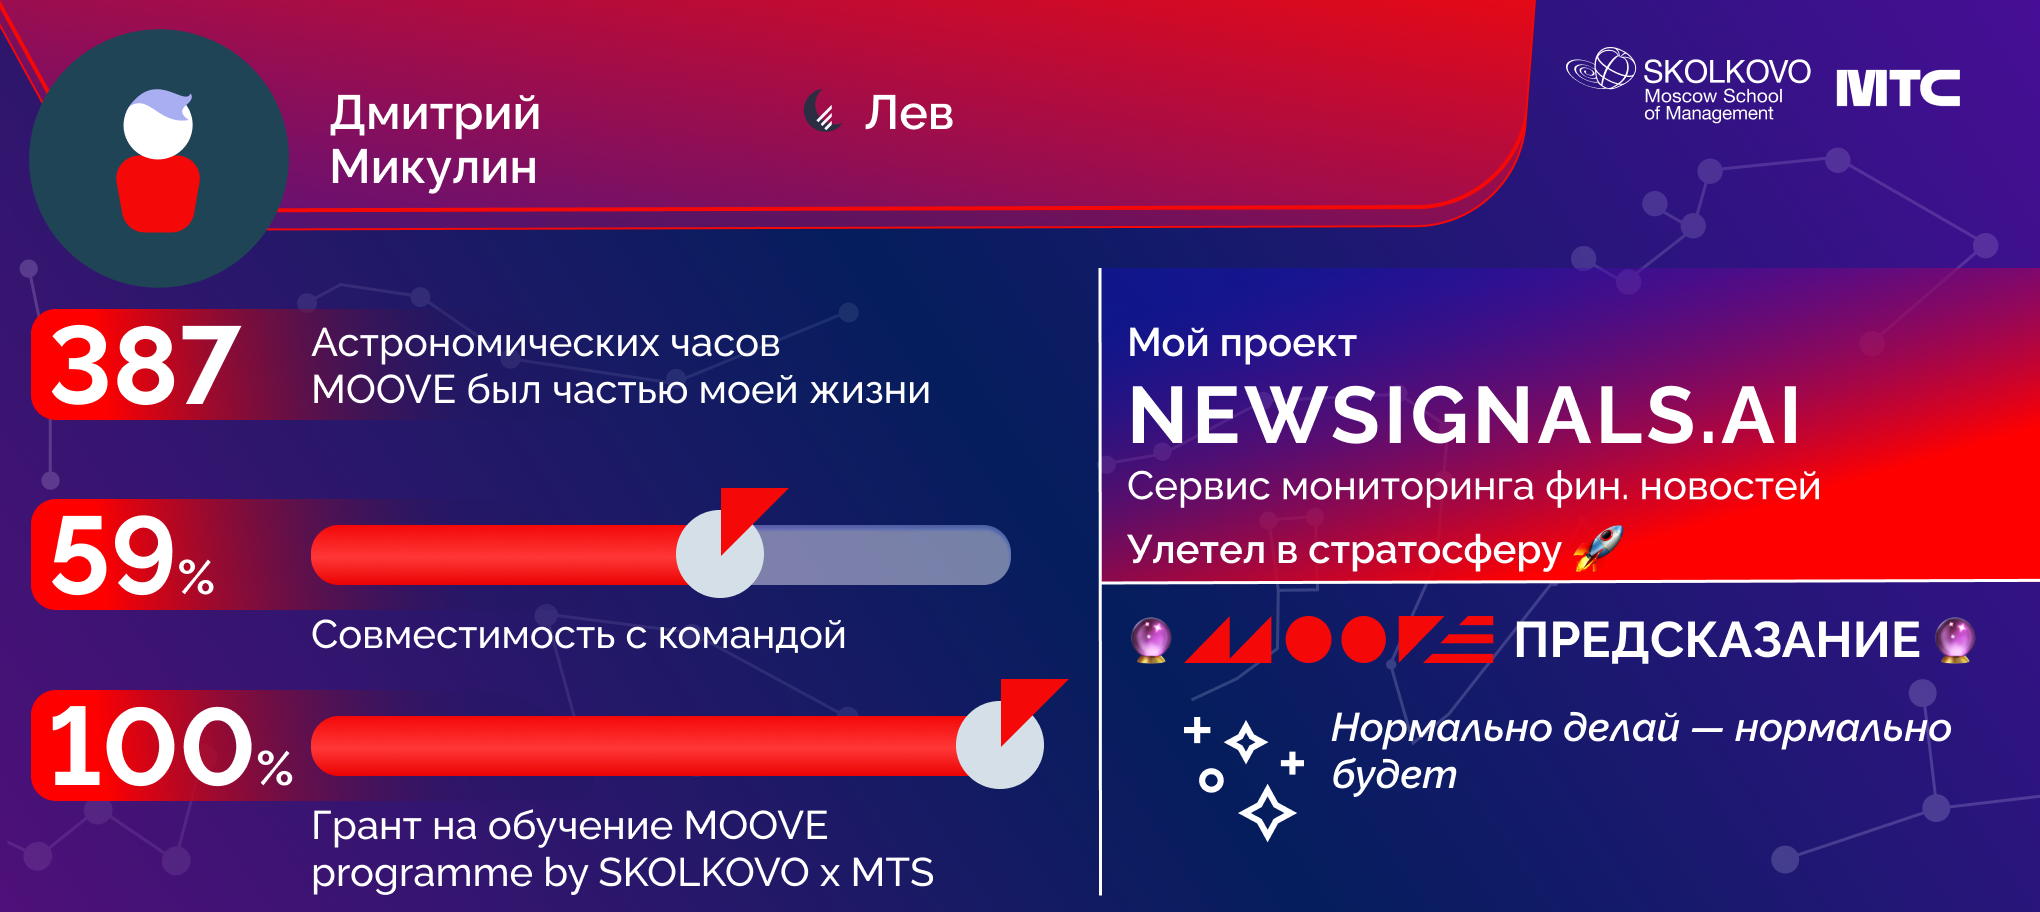 Дмитрий
Микулин
Лев
SKOLKOVO
Moscow School
of Management
МТС
387
Астрономических часов
MOOVE был частью моей жизни
59%
Совместимость с командой
100%
Грант на обучение MOOVE
programme by SKOLKOVO x MTS
Мой проект
NEWSIGNALS.AI
Сервис мониторинга фин. новостей
Улетел в стратосферу 🚀
🔮 MOOVE ПРЕДСКАЗАНИЕ 🔮
Нормально делай — нормально
будет